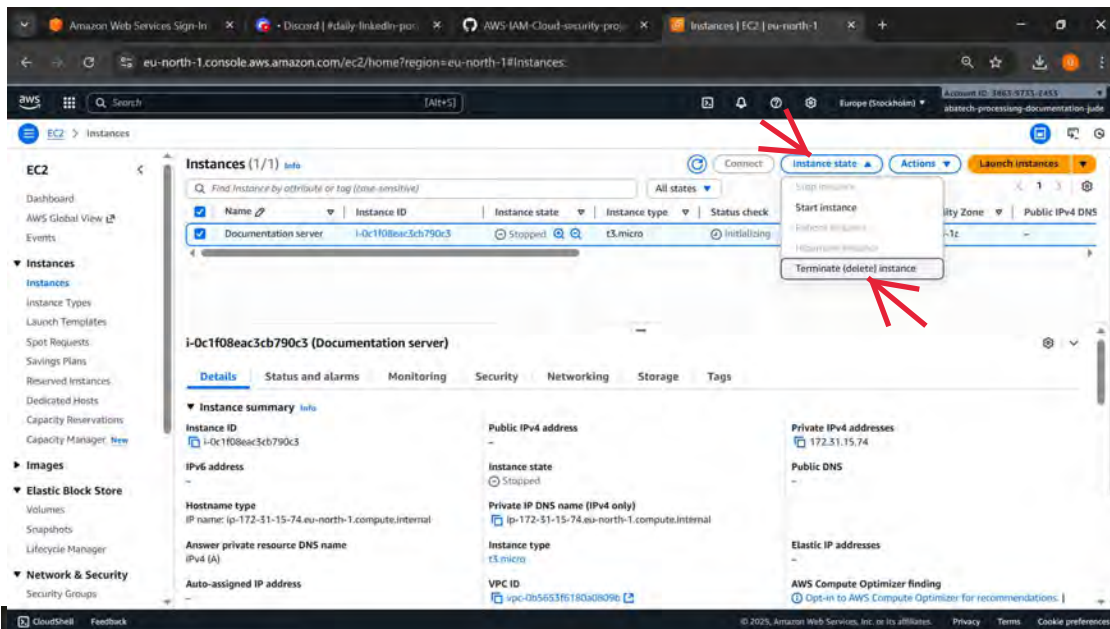 Amazon Web Services Sign-In
• Discord | #daily-linkedin-pos
AWS-IAM-Cloud-security-pro
Instances | EC2 | eu-north-1
eu-north-1.console.aws.amazon.com/ec2/home?region=eu-north-1#Instances:
aws
Search
[Alt+S]
Europe (Stockholm)
abatech-processiing-documentation-jude
EC2 > Instances
EC2
Dashboard
AWS Global View
Events
Instances
Instances
Instance Types
Launch Templates
Spot Requests
Savings Plans
Reserved Instances
Dedicated Hosts
Capacity Reservations
Capacity Manager New
Images
Elastic Block Store
Volumes
Snapshots
Lifecycle Manager
Network & Security
Security Groups
Instances (1/1) Info
Connect
Instance state
Actions
Launch instances
Find Instance by attribute or tag (case-sensitive)
All states
1
Stop instance
Start instance
Reboot instance
Hibernate instance
Terminate (delete) instance
Name
Instance ID
Instance state
Instance type
Status check
ility Zone
Public IPv4 DNS
Documentation server
i-0c1f08eac3cb790c3
Stopped
t3.micro
Initializing
-1c
–
i-0c1f08eac3cb790c3 (Documentation server)
Details
Status and alarms
Monitoring
Security
Networking
Storage
Tags
Instance summary Info
Instance ID
i-0c1f08eac3cb790c3
Public IPv4 address
–
Private IPv4 addresses
172.31.15.74
IPv6 address
–
Instance state
Stopped
Public DNS
–
Hostname type
IP name: ip-172-31-15-74.eu-north-1.compute.internal
Private IP DNS name (IPv4 only)
ip-172-31-15-74.eu-north-1.compute.internal
Answer private resource DNS name
IPv4 (A)
Instance type
t3.micro
Elastic IP addresses
–
Auto-assigned IP address
–
VPC ID
vpc-0b5653f6180a0809b
AWS Compute Optimizer finding
Opt-in to AWS Compute Optimizer for recommendations. |
CloudShell
Feedback
© 2025, Amazon Web Services, Inc. or its affiliates.
Privacy
Terms
Cookie preferences